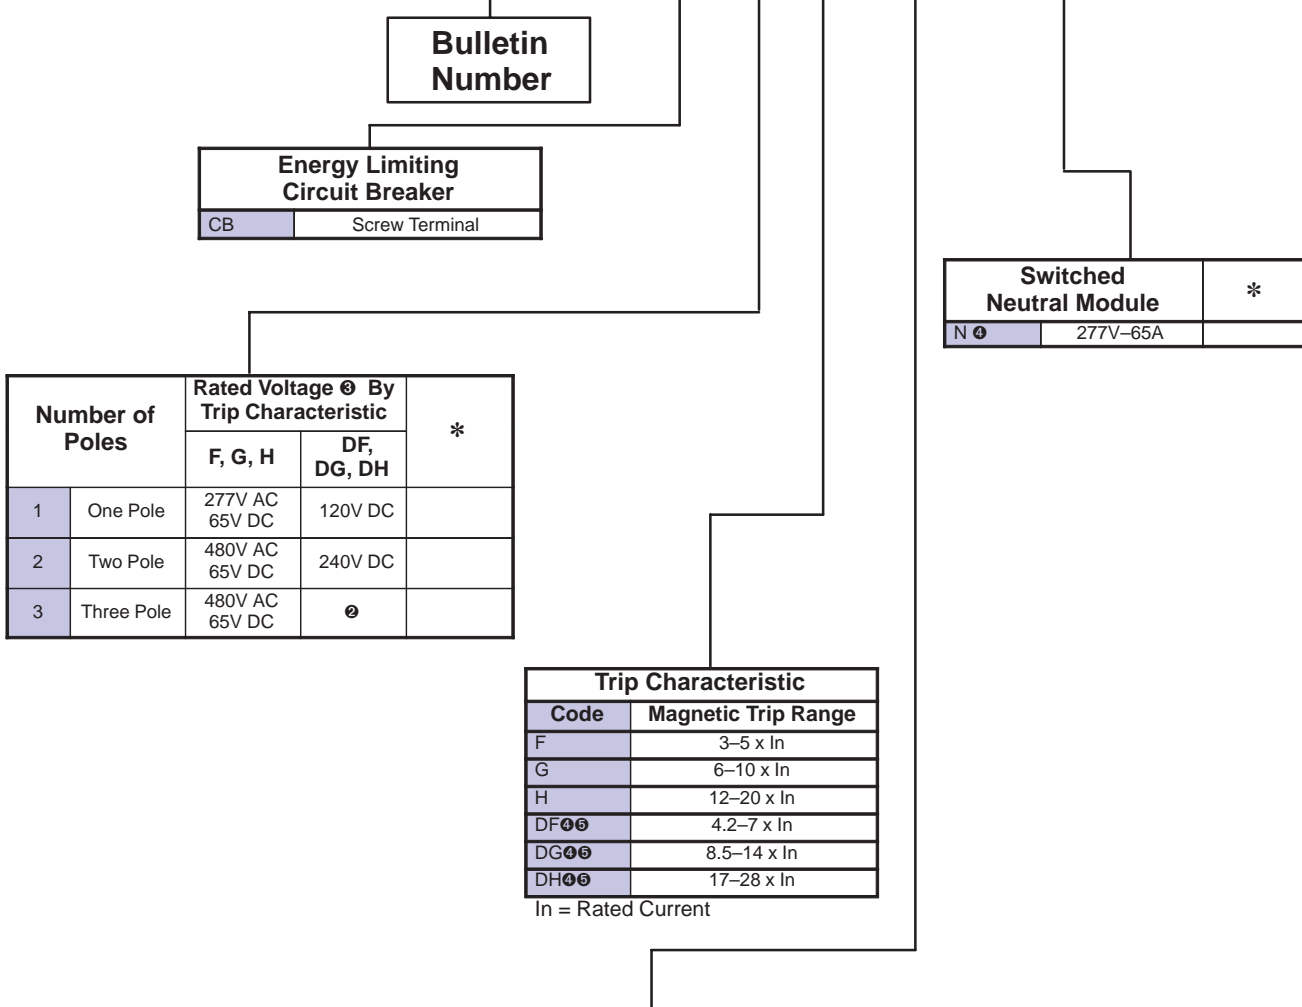 Bulletin
Number
Energy Limiting
Circuit Breaker
CB Screw Terminal
Switched
Neutral Module *
N ❹ 277V–65A
Number of
Poles
Rated Voltage ❸ By
Trip Characteristic
*
F, G, H
DF,
DG, DH
1 One Pole 277V AC
65V DC 120V DC
2 Two Pole 480V AC
65V DC 240V DC
3 Three Pole 480V AC
65V DC ❷
Trip Characteristic
Code Magnetic Trip Range
F 3–5 x In
G 6–10 x In
H 12–20 x In
DF❹❺ 4.2–7 x In
DG❹❺ 8.5–14 x In
DH❹❺ 17–28 x In
In = Rated Current